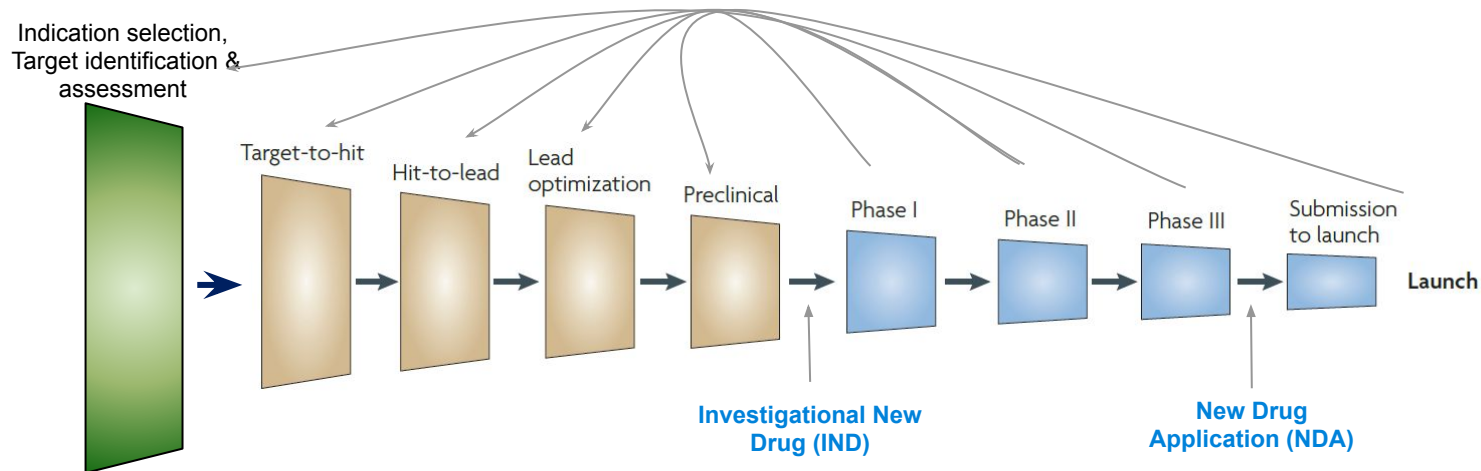 Indication selection,
Target identification &
assessment
Target-to-hit
Hit-to-lead
Lead
optimization
Preclinical
Phase I
Phase II
Phase III
Submission
to launch
Launch
Investigational New
Drug (IND)
New Drug
Application (NDA)